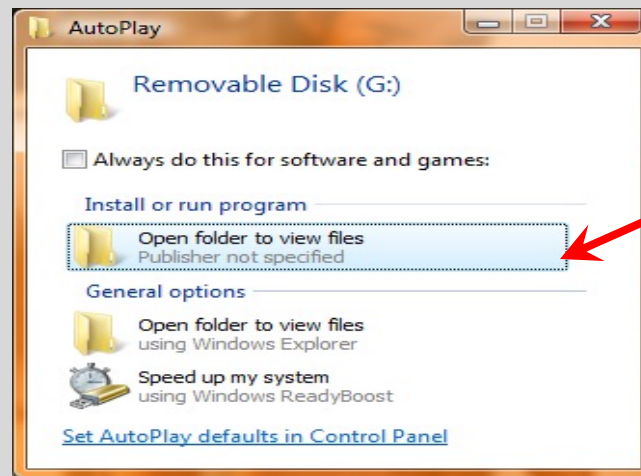 AutoPlay
Removable Disk (G:)
Always do this for software and games:
Install or run program
Open folder to view files
Publisher not specified
General options
Open folder to view files
using Windows Explorer
Speed up my system
using Windows ReadyBoost
Set AutoPlay defaults in Control Panel